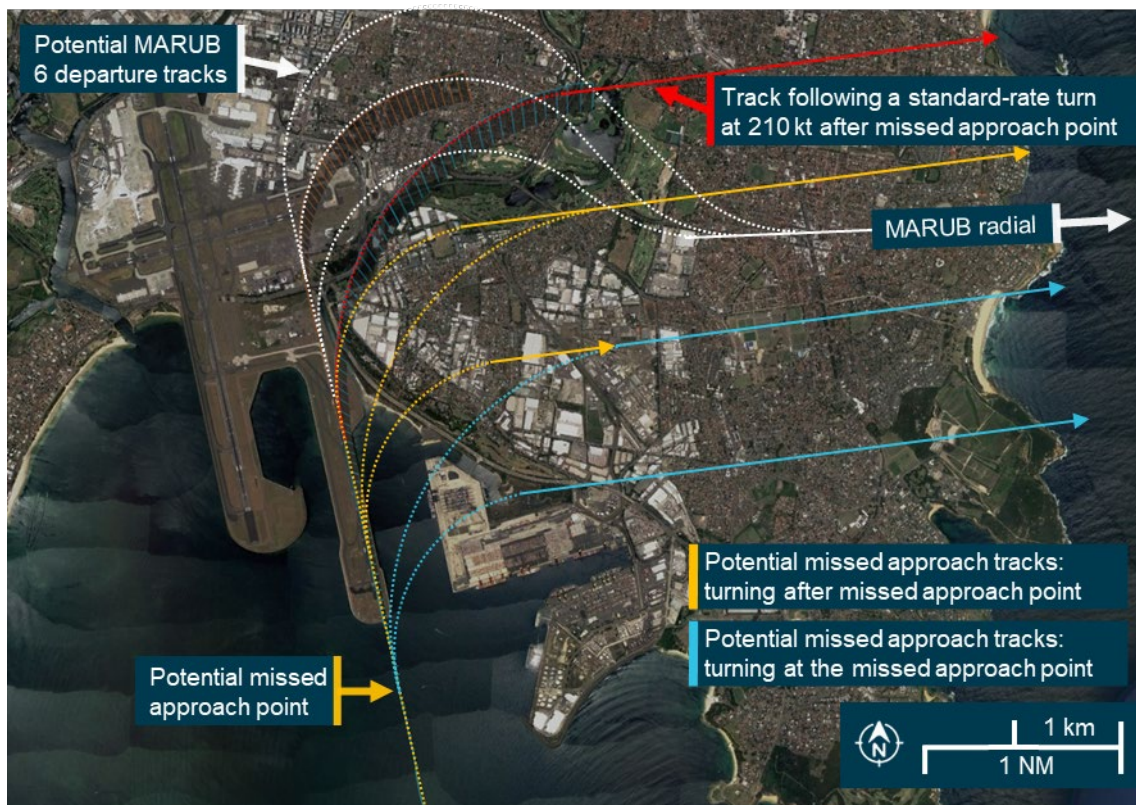 Potential MARUB
6 departure tracks
Track following a standard-rate turn
at 210 kt after missed approach point
MARUB radial
Potential missed approach tracks:
turning after missed approach point
Potential missed approach tracks:
turning at the missed approach point
Potential missed
approach point
N
1 km
1 NM